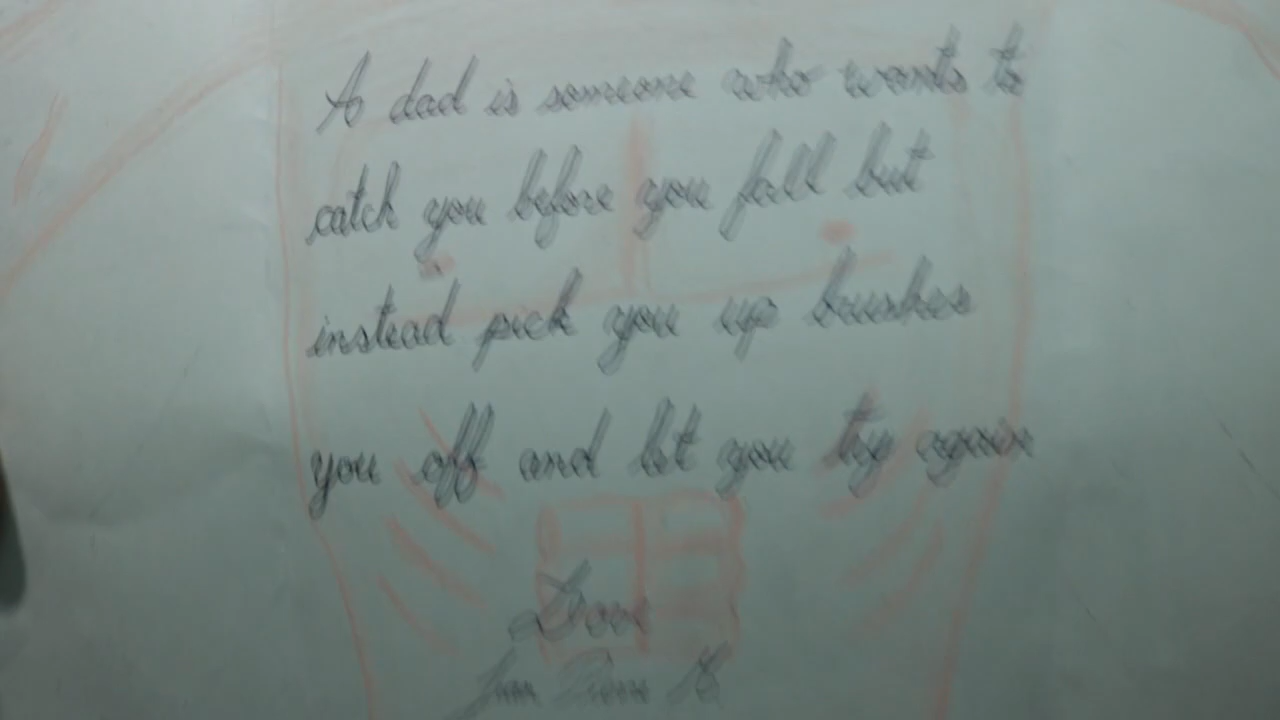 A dad is someone who wants to
catch you before you fall but
instead pick you up brushes
you off and let you try again
Love